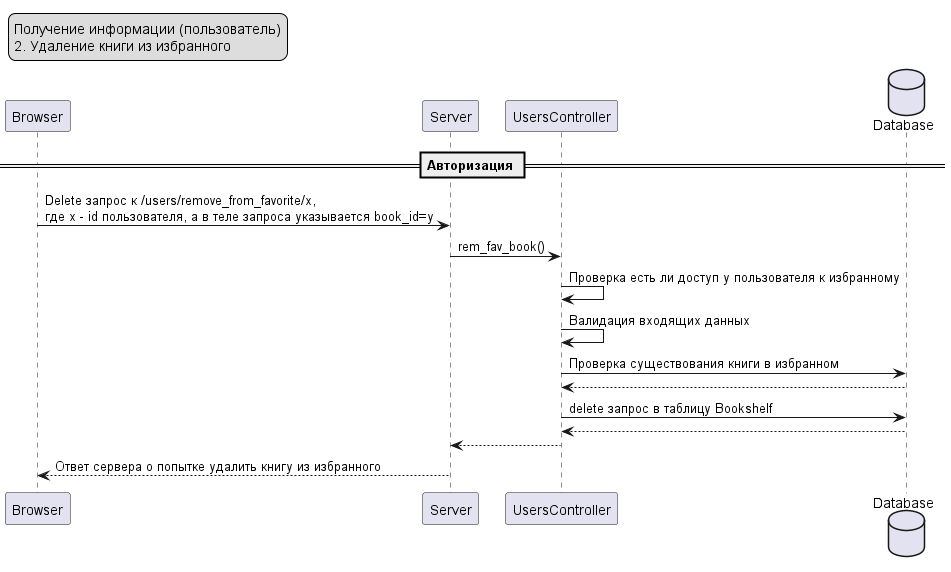 Получение информации (пользователь)
2. Удаление книги из избранного
Browser
Server
UsersController
Database
Авторизация
Delete запрос к /users/remove_from_favorite/x,
где x - id пользователя, а в теле запроса указывается book_id=y
rem_fav_book()
Проверка есть ли доступ у пользователя к избранному
Валидация входящих данных
Проверка существования книги в избранном
delete запрос в таблицу Bookshelf
Ответ сервера о попытке удалить книгу из избранного
Browser
Server
UsersController
Database